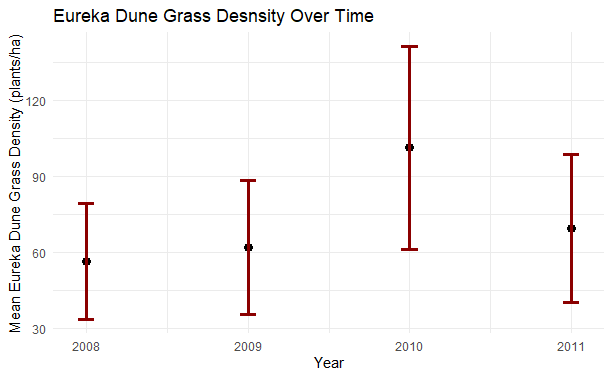 Eureka Dune Grass Desnsity Over Time
Mean Eureka Dune Grass Density (plants/ha)
120
90
60
30
2008 2009 2010 2011
Year